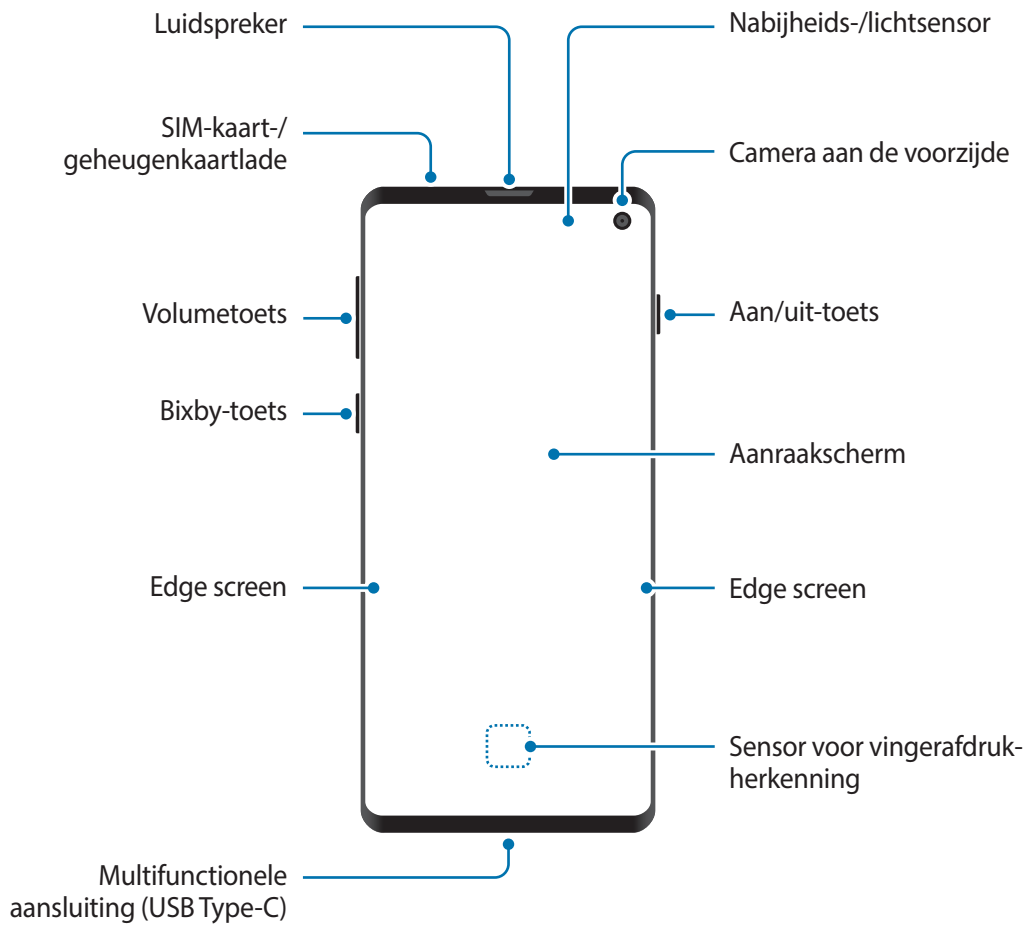 Luidspreker
SIM-kaart-/
geheugenkaartlade
Volumetoets
Bixby-toets
Edge screen
Multifunctionele
aansluiting (USB Type-C)
Nabijheids-/lichtsensor
Camera aan de voorzijde
Aan/uit-toets
Aanraakscherm
Edge screen
Sensor voor vingerafdruk-
herkenning